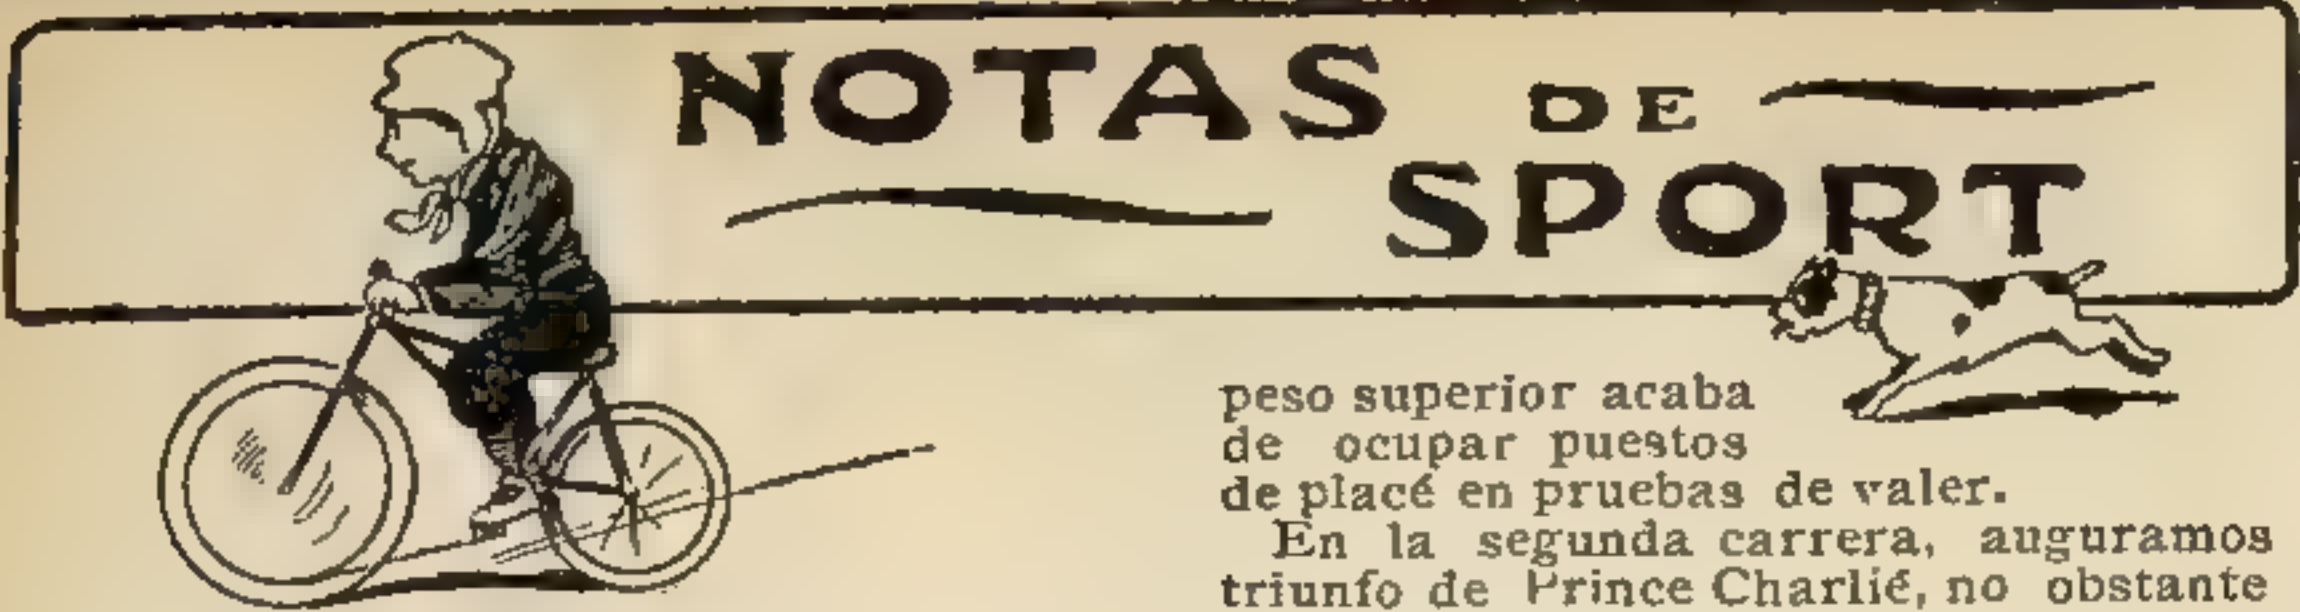 NOTAS DE
SPORT
peso superior acaba
de ocupar puestos
de placé en pruebas de valer.
En la segunda carrera, auguramos
triunfo de Prince Charlié, no obstante